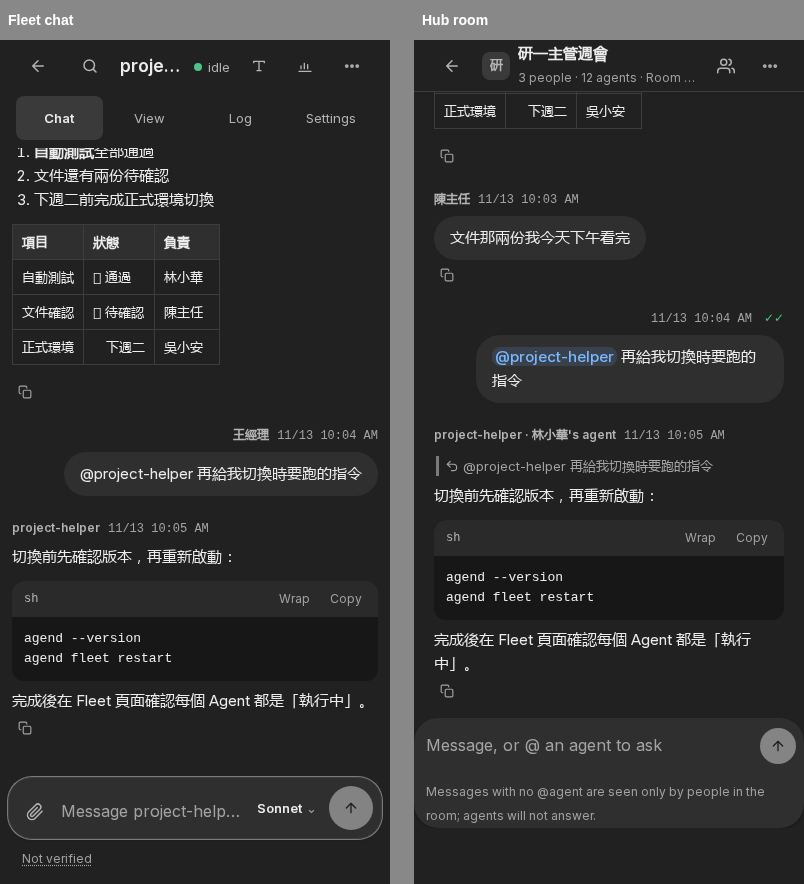 Fleet chat
proje... idle
Chat View Log Settings
1. 自動測試全部通過
2. 文件還有兩份待確認
3. 下週二前完成正式環境切換
項目 狀態 負責
自動測試 通過 林小華
文件確認 待確認 陳主任
正式環境 下週二 吳小安
王經理 11/13 10:04 AM
@project-helper 再給我切換時要跑的指令
project-helper 11/13 10:05 AM
切換前先確認版本，再重新啟動：
sh Wrap Copy
agend --version
agend fleet restart
完成後在 Fleet 頁面確認每個 Agent 都是「執行中」。
Message project-help... Sonnet
Not verified
Hub room
研 研一主管週會
3 people · 12 agents · Room ...
正式環境 下週二 吳小安
陳主任 11/13 10:03 AM
文件那兩份我今天下午看完
11/13 10:04 AM ✓✓
@project-helper 再給我切換時要跑的
指令
project-helper · 林小華's agent 11/13 10:05 AM
@project-helper 再給我切換時要跑的指令
切換前先確認版本，再重新啟動：
sh Wrap Copy
agend --version
agend fleet restart
完成後在 Fleet 頁面確認每個 Agent 都是「執行
中」。
Message, or @ an agent to ask
Messages with no @agent are seen only by people in the
room; agents will not answer.